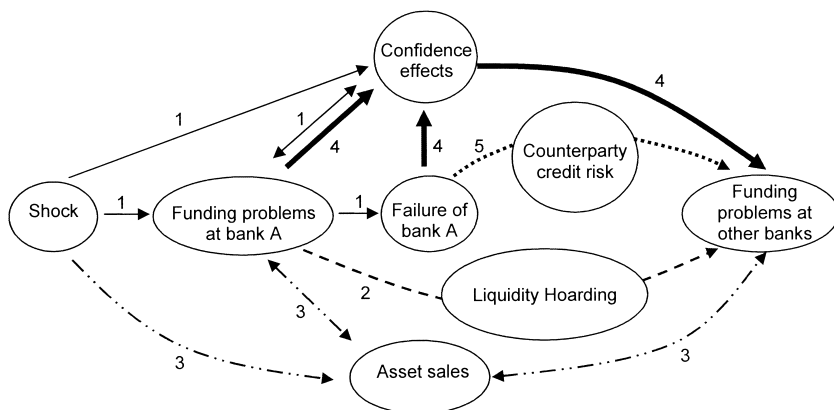 Confidence
effects
4
1
1
4
4
5
Counterparty
credit risk
Shock
1
Funding problems
at bank A
1
Failure of
bank A
Funding
problems at
other banks
2
Liquidity Hoarding
3
3
3
Asset sales